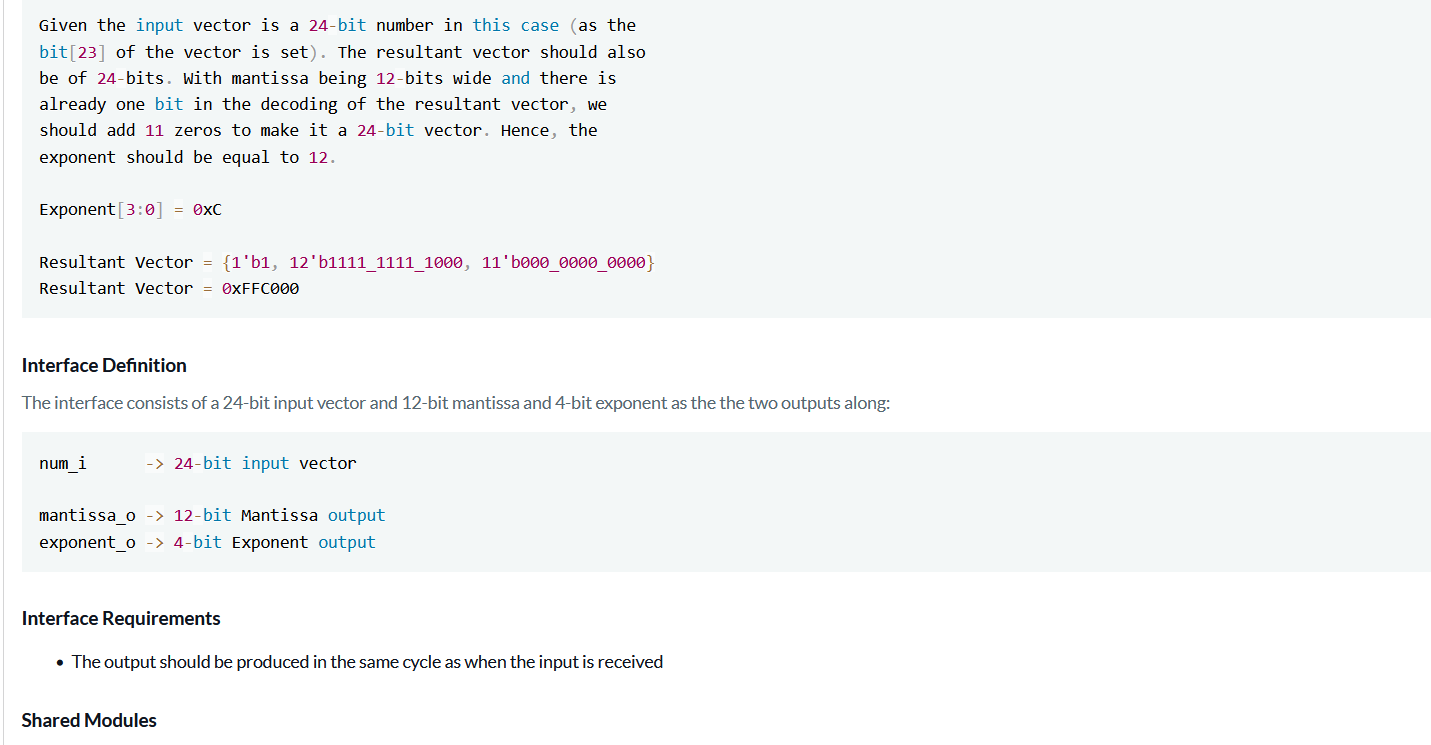 Given the input vector is a 24-bit number in this case (as the
bit[23] of the vector is set). The resultant vector should also
be of 24-bits. With mantissa being 12-bits wide and there is
already one bit in the decoding of the resultant vector, we
should add 11 zeros to make it a 24-bit vector. Hence, the
exponent should be equal to 12.
Exponent[3:0] = 0xC
Resultant Vector = {1'b1, 12'b1111_1111_1000, 11'b000_0000_0000}
Resultant Vector = 0xFFC000
Interface Definition
The interface consists of a 24-bit input vector and 12-bit mantissa and 4-bit exponent as the the two outputs along:
num_i -> 24-bit input vector
mantissa_o -> 12-bit Mantissa output
exponent_o -> 4-bit Exponent output
Interface Requirements
• The output should be produced in the same cycle as when the input is received
Shared Modules